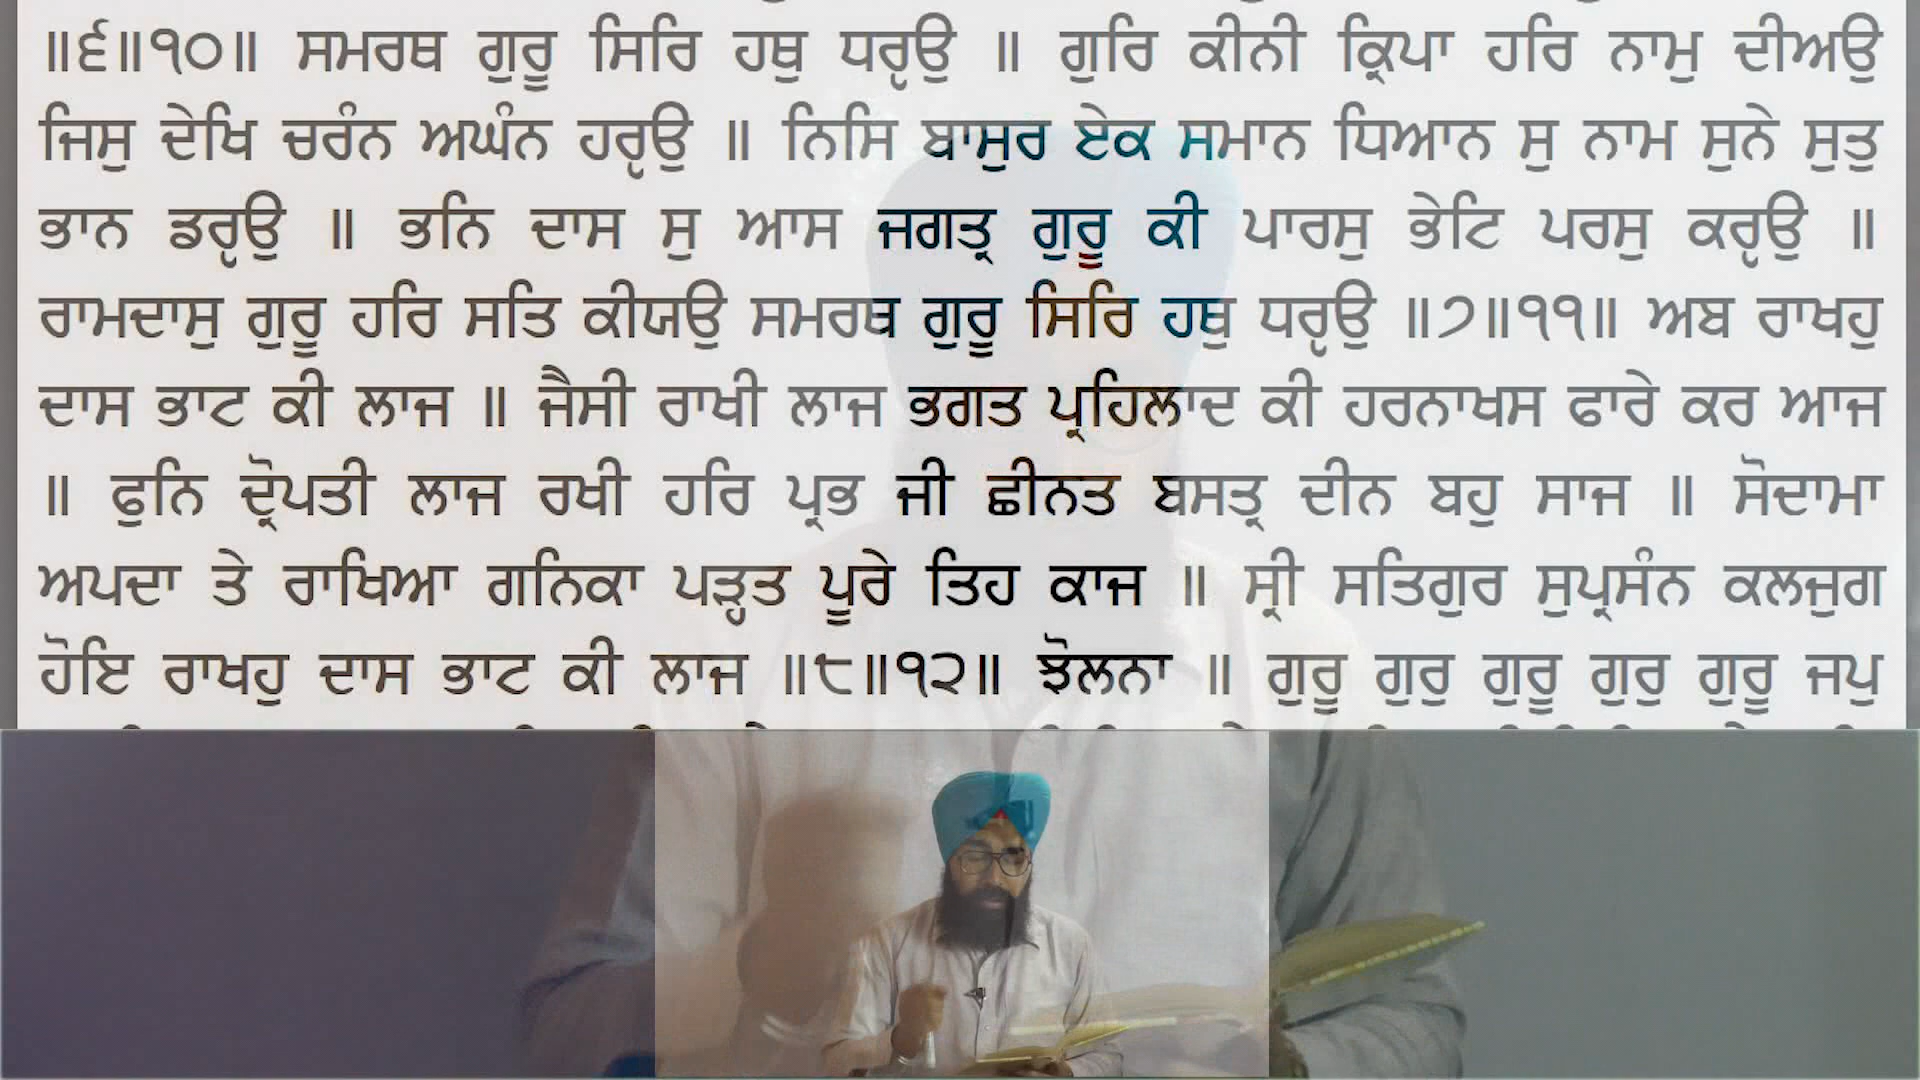 ॥੬॥੧੦॥ ਸਮਰਥ ਗੁਰੂ ਸਿਰਿ ਹਥੁ ਧਰੵਉ ॥ ਗੁਰਿ ਕੀਨੀ ਕ੍ਰਿਪਾ ਹਰਿ ਨਾਮੁ ਦੀਅਉ
ਜਿਸੁ ਦੇਖਿ ਚਰੰਨ ਅਘੰਨ ਹਰੵਉ ॥ ਨਿਸਿ ਬਾਸੁਰ ਏਕ ਸਮਾਨ ਧਿਆਨ ਸੁ ਨਾਮ ਸੁਨੇ ਸੁਤੁ
ਭਾਨ ਡਰੵਉ ॥ ਭਨਿ ਦਾਸ ਸੁ ਆਸ ਜਗਤ੍ਰ ਗੁਰੂ ਕੀ ਪਾਰਸੁ ਭੇਟਿ ਪਰਸੁ ਕਰੵਉ ॥
ਰਾਮਦਾਸੁ ਗੁਰੂ ਹਰਿ ਸਤਿ ਕੀਯਉ ਸਮਰਥ ਗੁਰੂ ਸਿਰਿ ਹਥੁ ਧਰੵਉ ॥੭॥੧੧॥ ਅਬ ਰਾਖਹੁ
ਦਾਸ ਭਾਟ ਕੀ ਲਾਜ ॥ ਜੈਸੀ ਰਾਖੀ ਲਾਜ ਭਗਤ ਪ੍ਰਹਿਲਾਦ ਕੀ ਹਰਨਾਖਸ ਫਾਰੇ ਕਰ ਆਜ
॥ ਫੁਨਿ ਦ੍ਰੋਪਤੀ ਲਾਜ ਰਖੀ ਹਰਿ ਪ੍ਰਭ ਜੀ ਛੀਨਤ ਬਸਤ੍ਰ ਦੀਨ ਬਹੁ ਸਾਜ ॥ ਸੋਦਾਮਾ
ਅਪਦਾ ਤੇ ਰਾਖਿਆ ਗਨਿਕਾ ਪੜ੍ਹਤ ਪੂਰੇ ਤਿਹ ਕਾਜ ॥ ਸ੍ਰੀ ਸਤਿਗੁਰ ਸੁਪ੍ਰਸੰਨ ਕਲਜੁਗ
ਹੋਇ ਰਾਖਹੁ ਦਾਸ ਭਾਟ ਕੀ ਲਾਜ ॥੮॥੧੨॥ ਝੋਲਨਾ ॥ ਗੁਰੂ ਗੁਰੁ ਗੁਰੂ ਗੁਰੁ ਗੁਰੂ ਜਪੁ